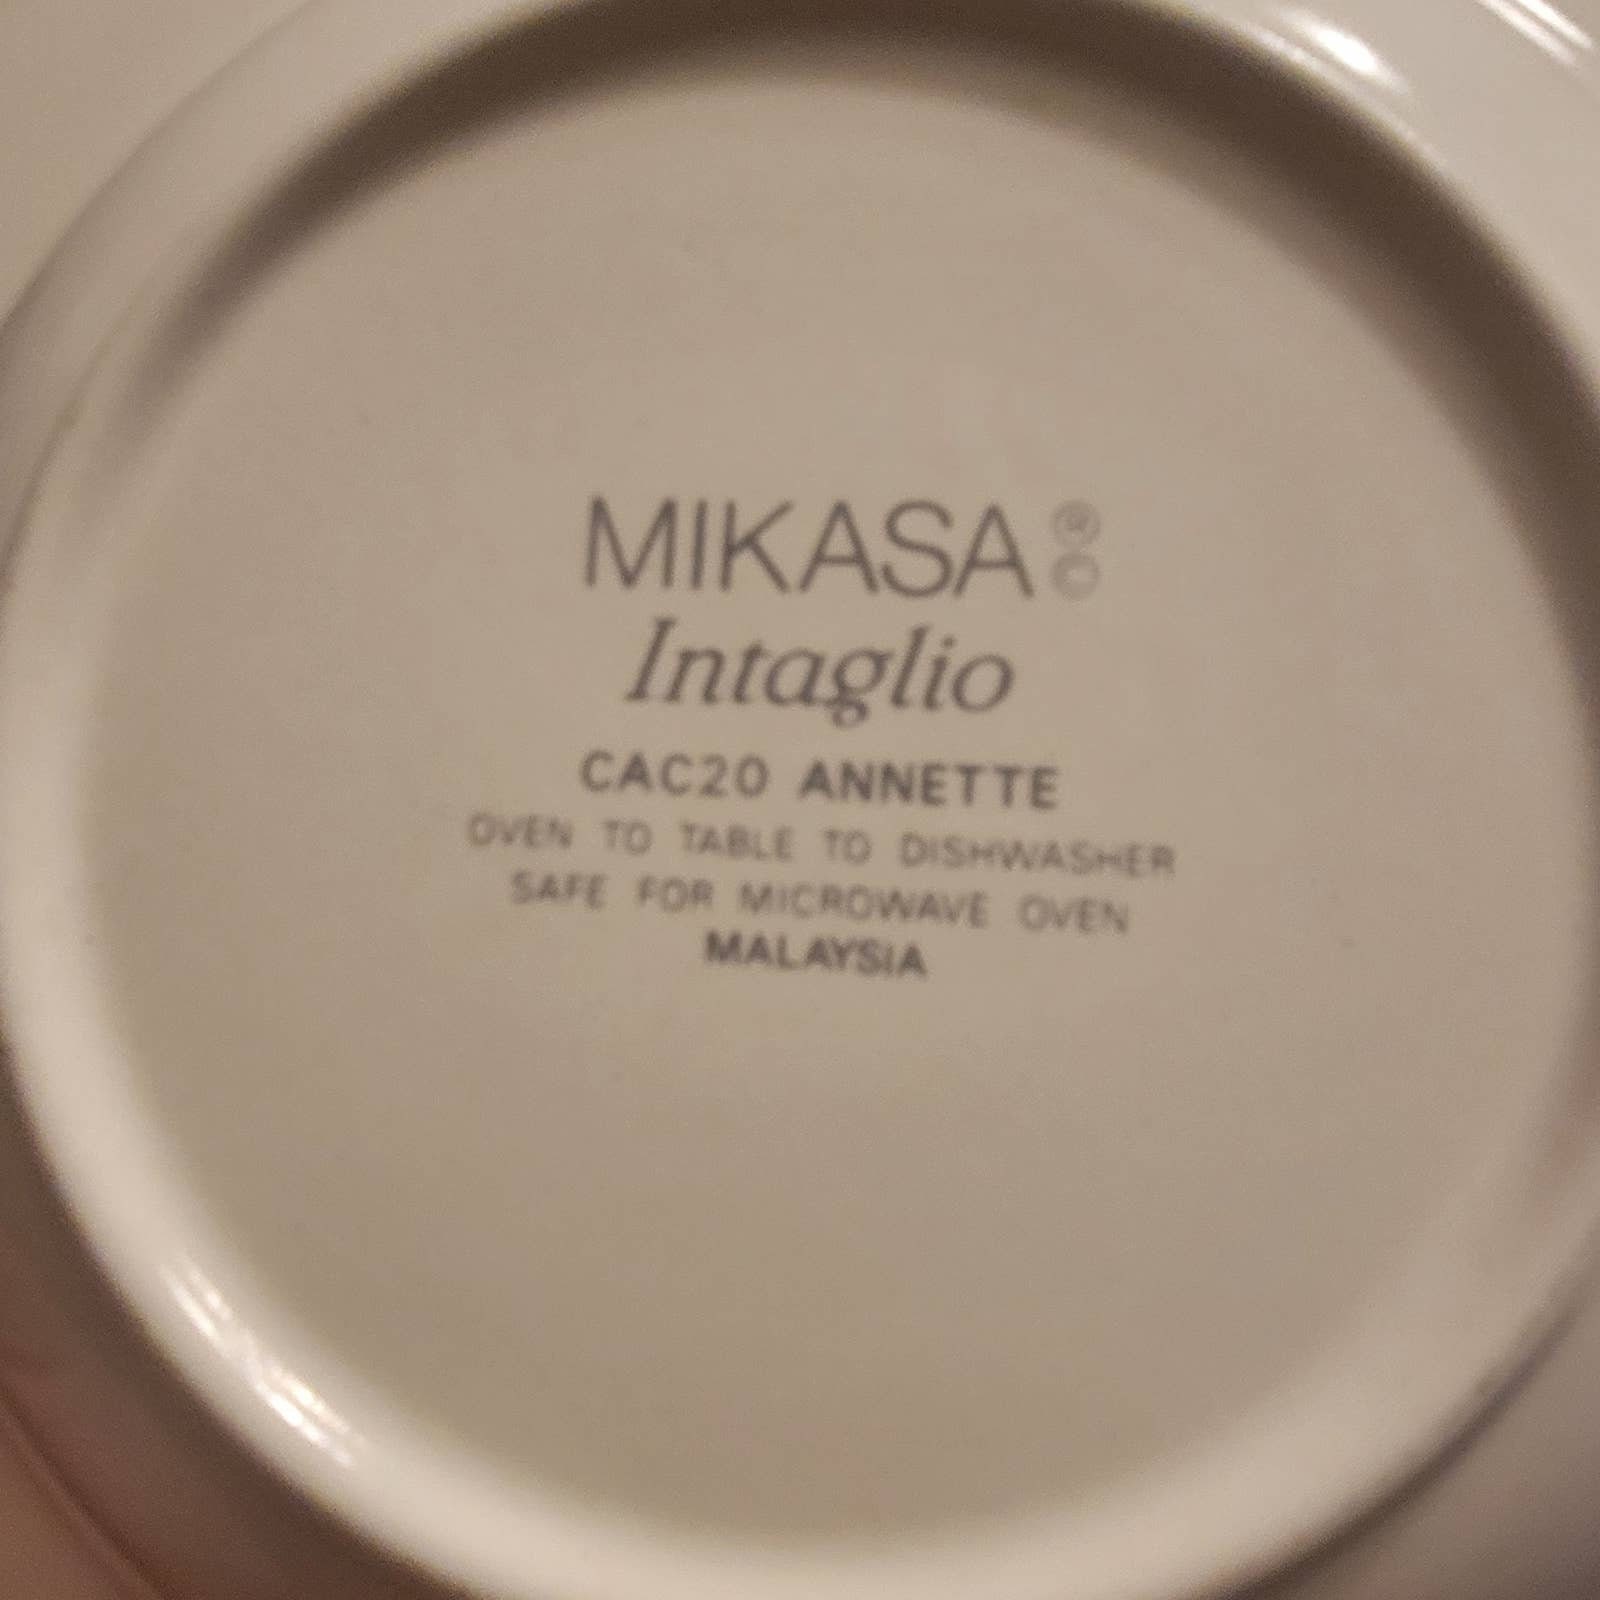 MIKASA ® ©
Intaglio
CAC20 ANNETTE
OVEN TO TABLE TO DISHWASHER
SAFE FOR MICROWAVE OVEN
MALAYSIA